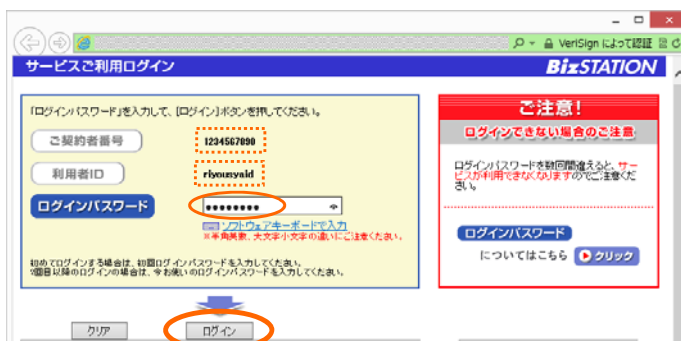 VeriSign によって認証
サービスご利用ログイン
BizSTATION
「ログインパスワード」を入力して、[ログイン]ボタンを押してください。
ご契約者番号
1234567890
利用者ID
riyousyaid
ログインパスワード
●●●●●●●●
ソフトウェアキーボードで入力
※半角英数、大文字小文字の違いにご注意ください。
初めてログインする場合は、初回ログインパスワードを入力してください。
2回目以降のログインの場合は、今お使いのログインパスワードを入力してください。
クリア
ログイン
ご注意!
ログインできない場合のご注意
ログインパスワードを数回間違えると、サー
ビスが利用できなくなりますのでご注意くだ
さい。
ログインパスワード
についてはこちら
クリック